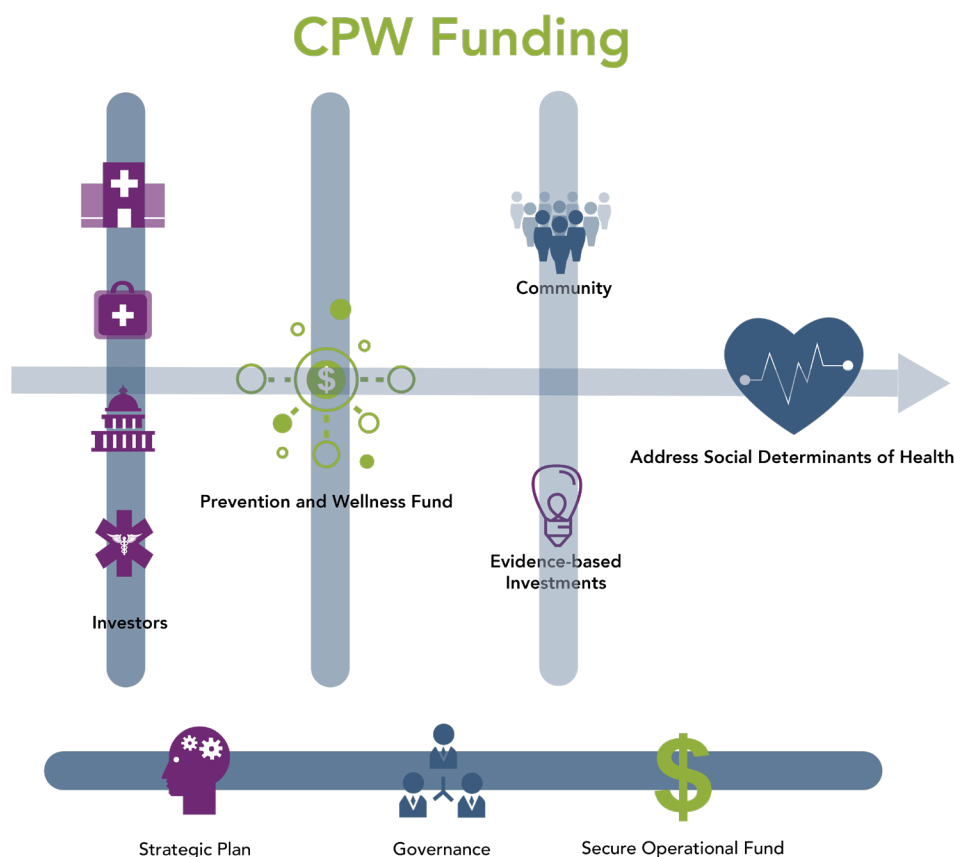 CPW Funding
Community
Address Social Determinants of Health
Prevention and Wellness Fund
$
Evidence-based
Investments
Investors
$
Strategic Plan
Governance
Secure Operational Fund